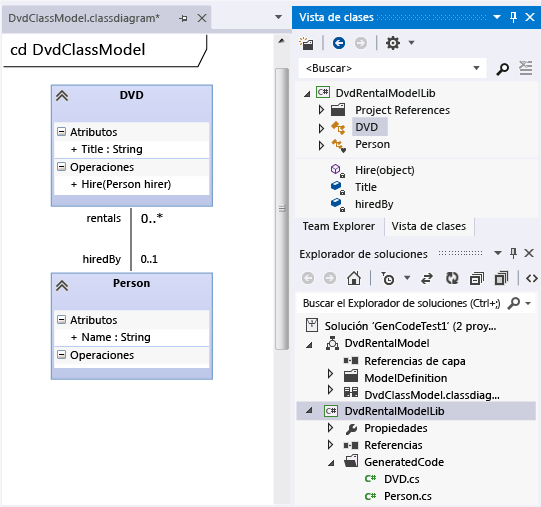 DvdClassModel.classdiagram*
cd DvdClassModel
DVD
Atributos
+ Title : String
Operaciones
+ Hire(Person hirer)
rentals 0..*
hiredBy 0..1
Person
Atributos
+ Name : String
Operaciones
Vista de clases
<Buscar>
C# DvdRentalModelLib
Project References
DVD
Person
Hire(object)
Title
hiredBy
Team Explorer Vista de clases
Explorador de soluciones
Buscar el Explorador de soluciones (Ctrl+;)
Solución 'GenCodeTest1' (2 proy...
DvdRentalModel
Referencias de capa
ModelDefinition
DvdClassModel.classdiag...
C# DvdRentalModelLib
Propiedades
Referencias
GeneratedCode
C# DVD.cs
C# Person.cs